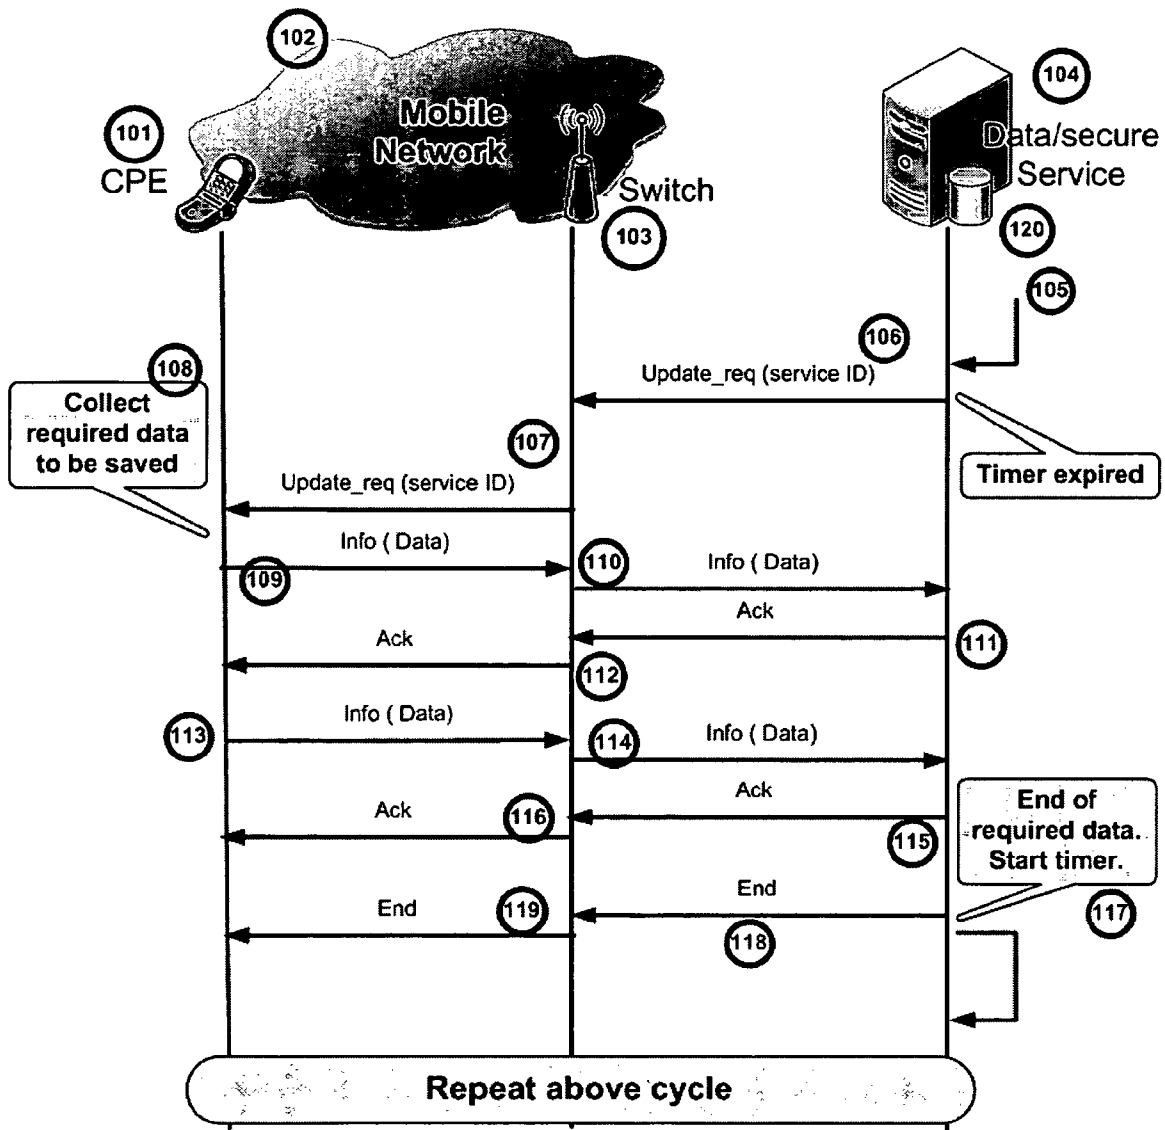 102
101
CPE
Mobile
Network
Switch
103
104
Data/secure
Service
120
105
106
Update_req (service ID)
Timer expired
108
Collect
required data
to be saved
107
Update_req (service ID)
Info ( Data)
109
110
Info ( Data)
Ack
111
Ack
112
113
Info ( Data)
114
Info ( Data)
Ack
115
Ack
116
End of
required data.
Start timer.
117
End
118
End
119
Repeat above cycle